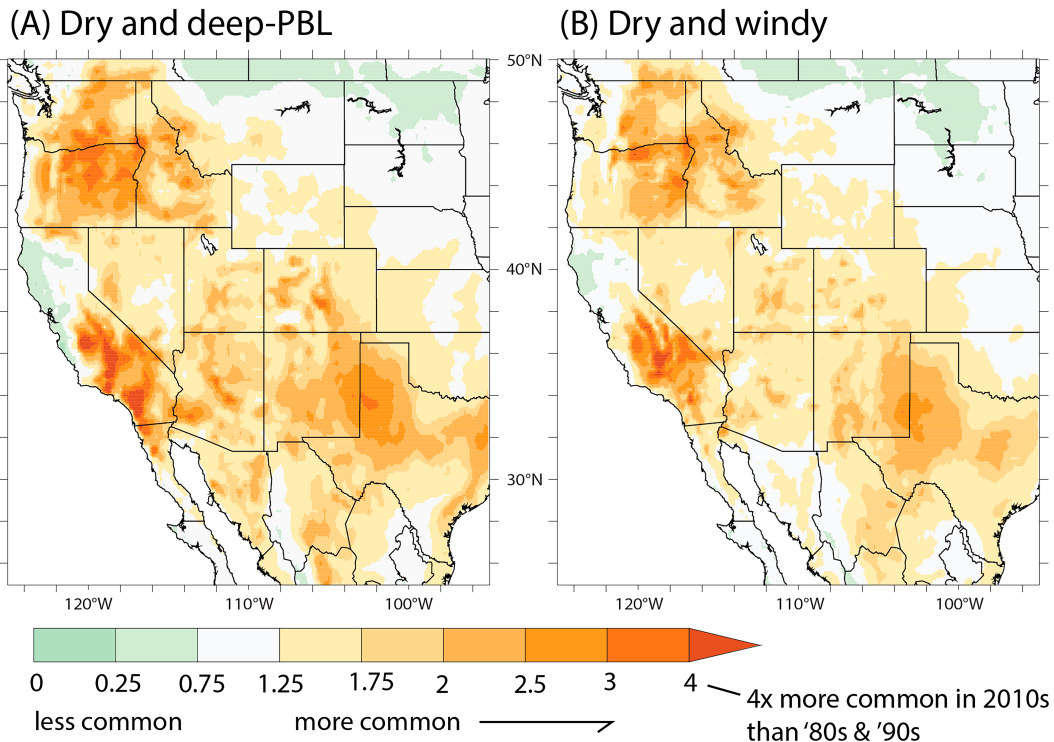 (A) Dry and deep-PBL
(B) Dry and windy
50°N
40°N
30°N
120°W 110°W 100°W
120°W 110°W 100°W
0 0.25 0.75 1.25 1.75 2 2.5 3 4
less common
more common
4x more common in 2010s
than ‘80s & ’90s